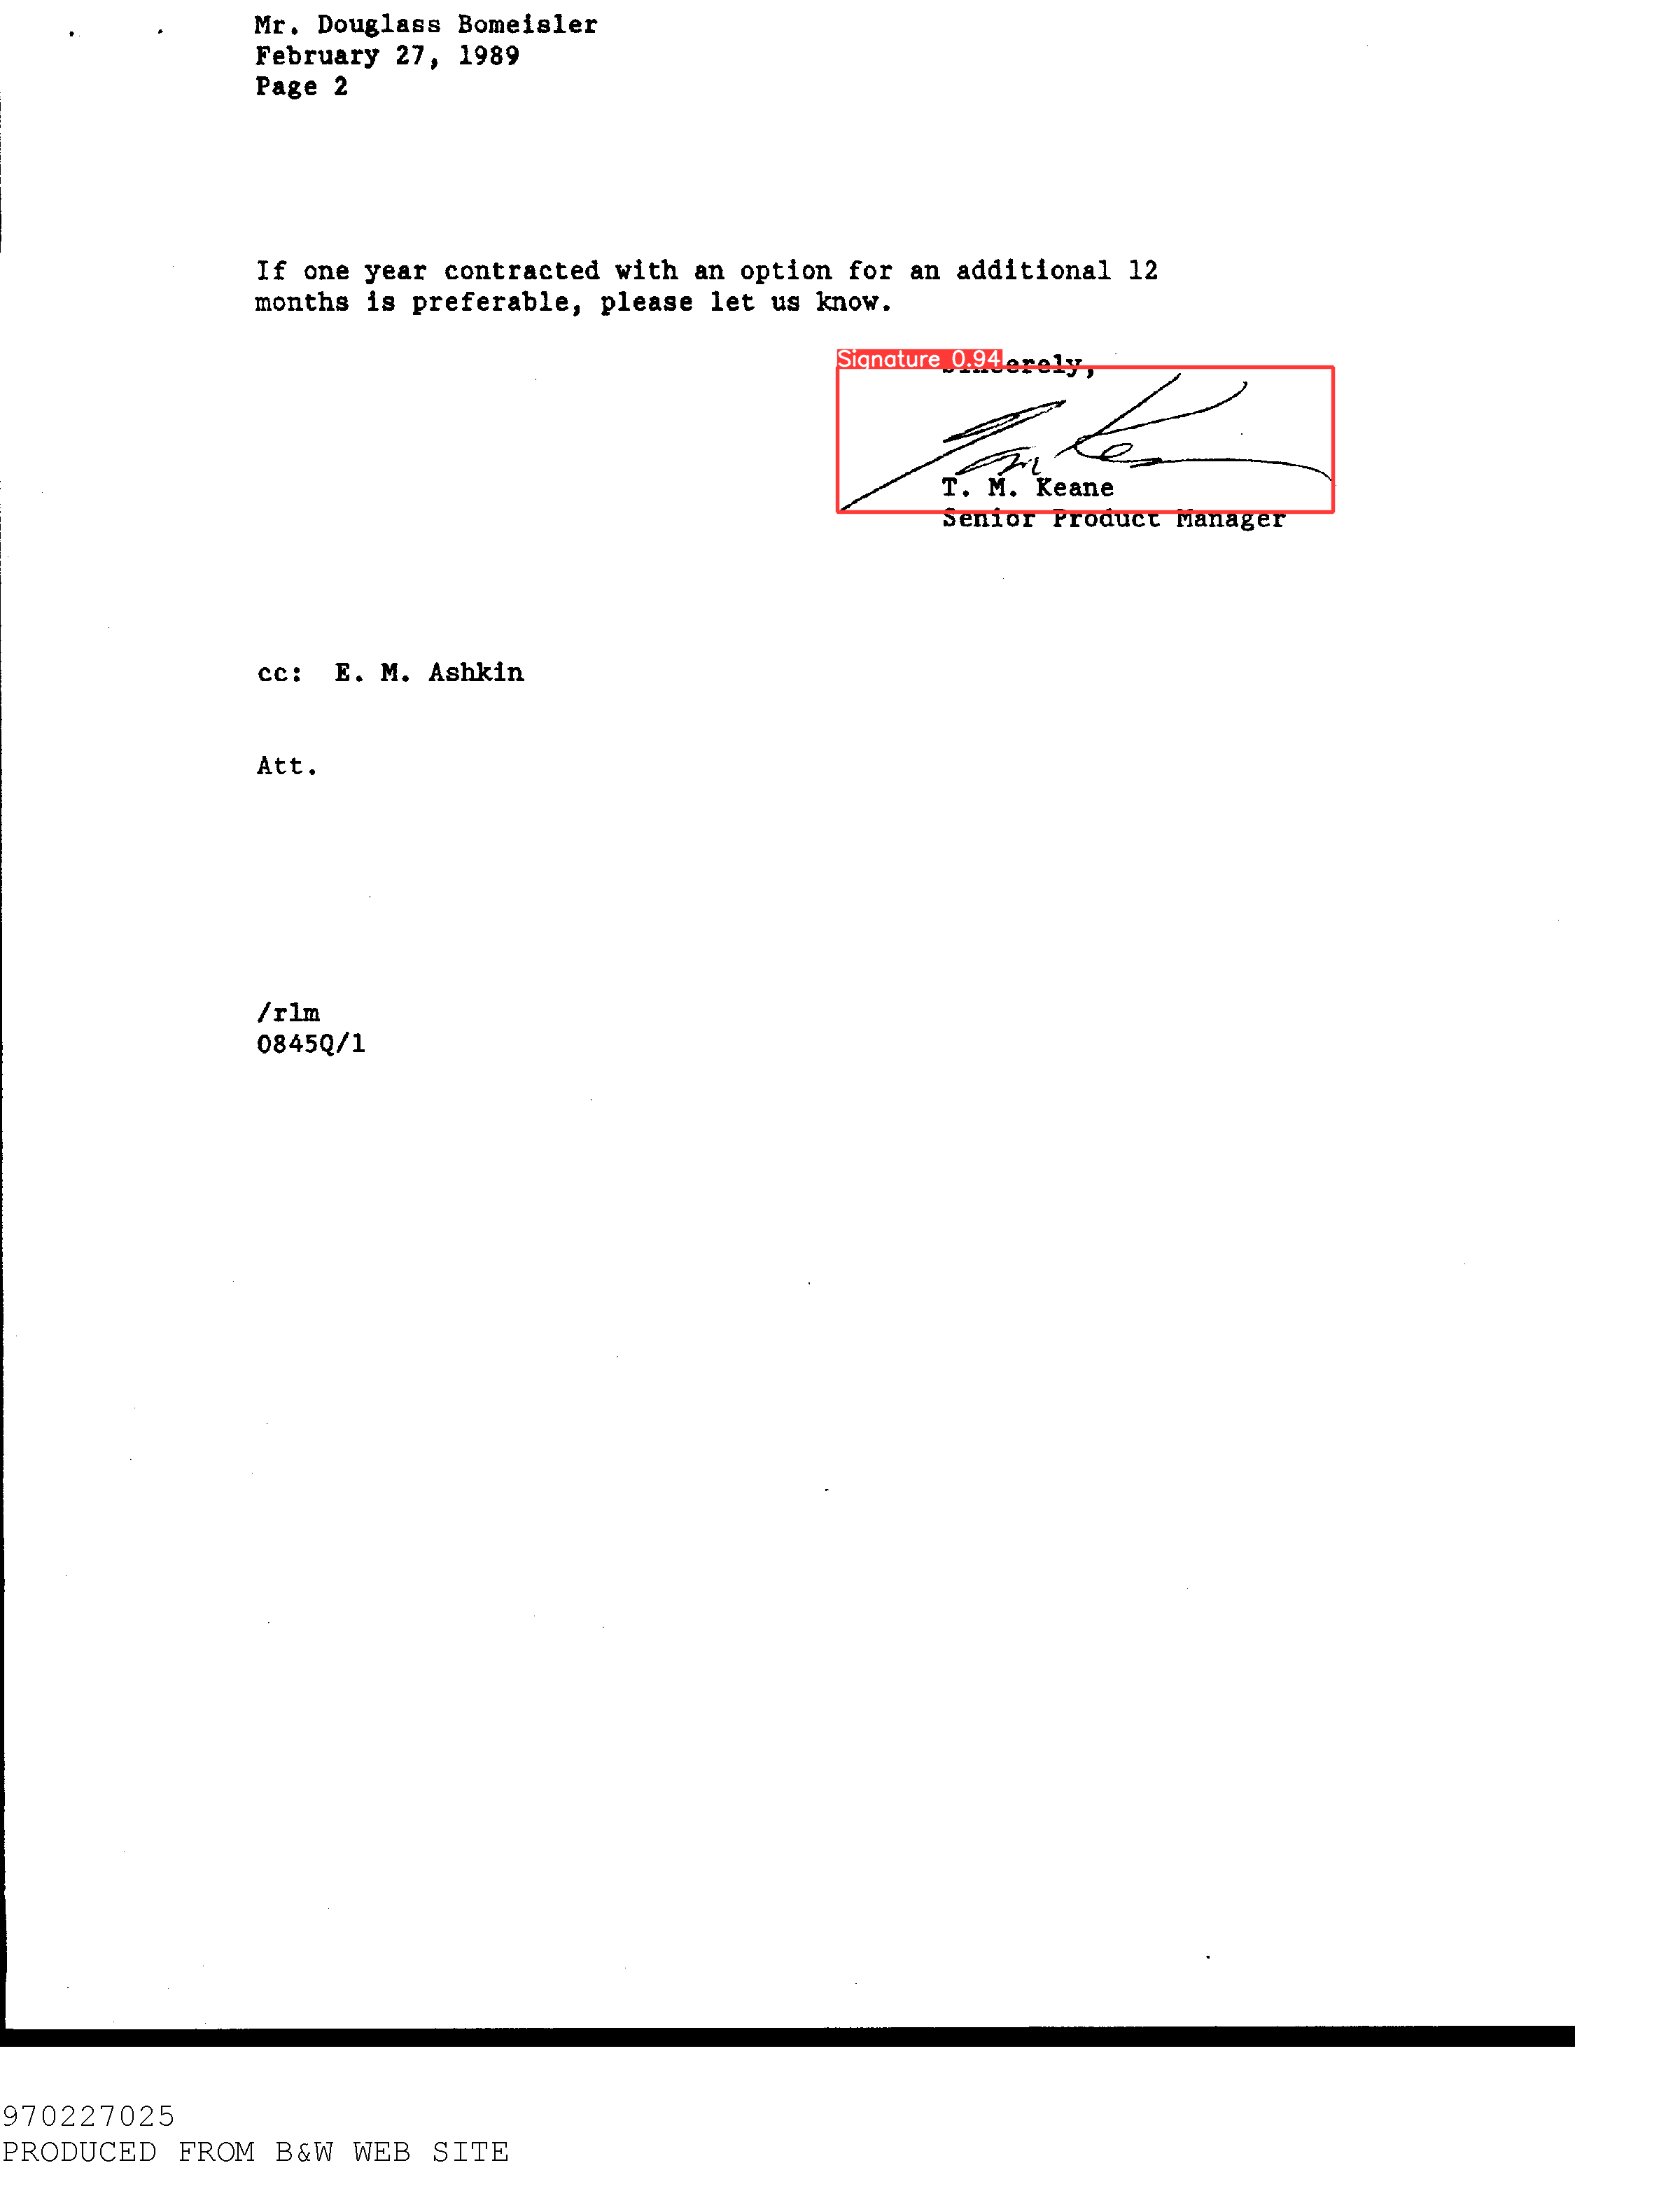 Mr. Douglass Bomeisler
February 27, 1989
Page 2
If one year contracted with an option for an additional 12
months is preferable, please let us know.
Signature 0.94
Sincerely,
T. M. Keane
Senior Product Manager
cc: E. M. Ashkin
Att.
/rlm
0845Q/1
970227025
PRODUCED FROM B&W WEB SITE